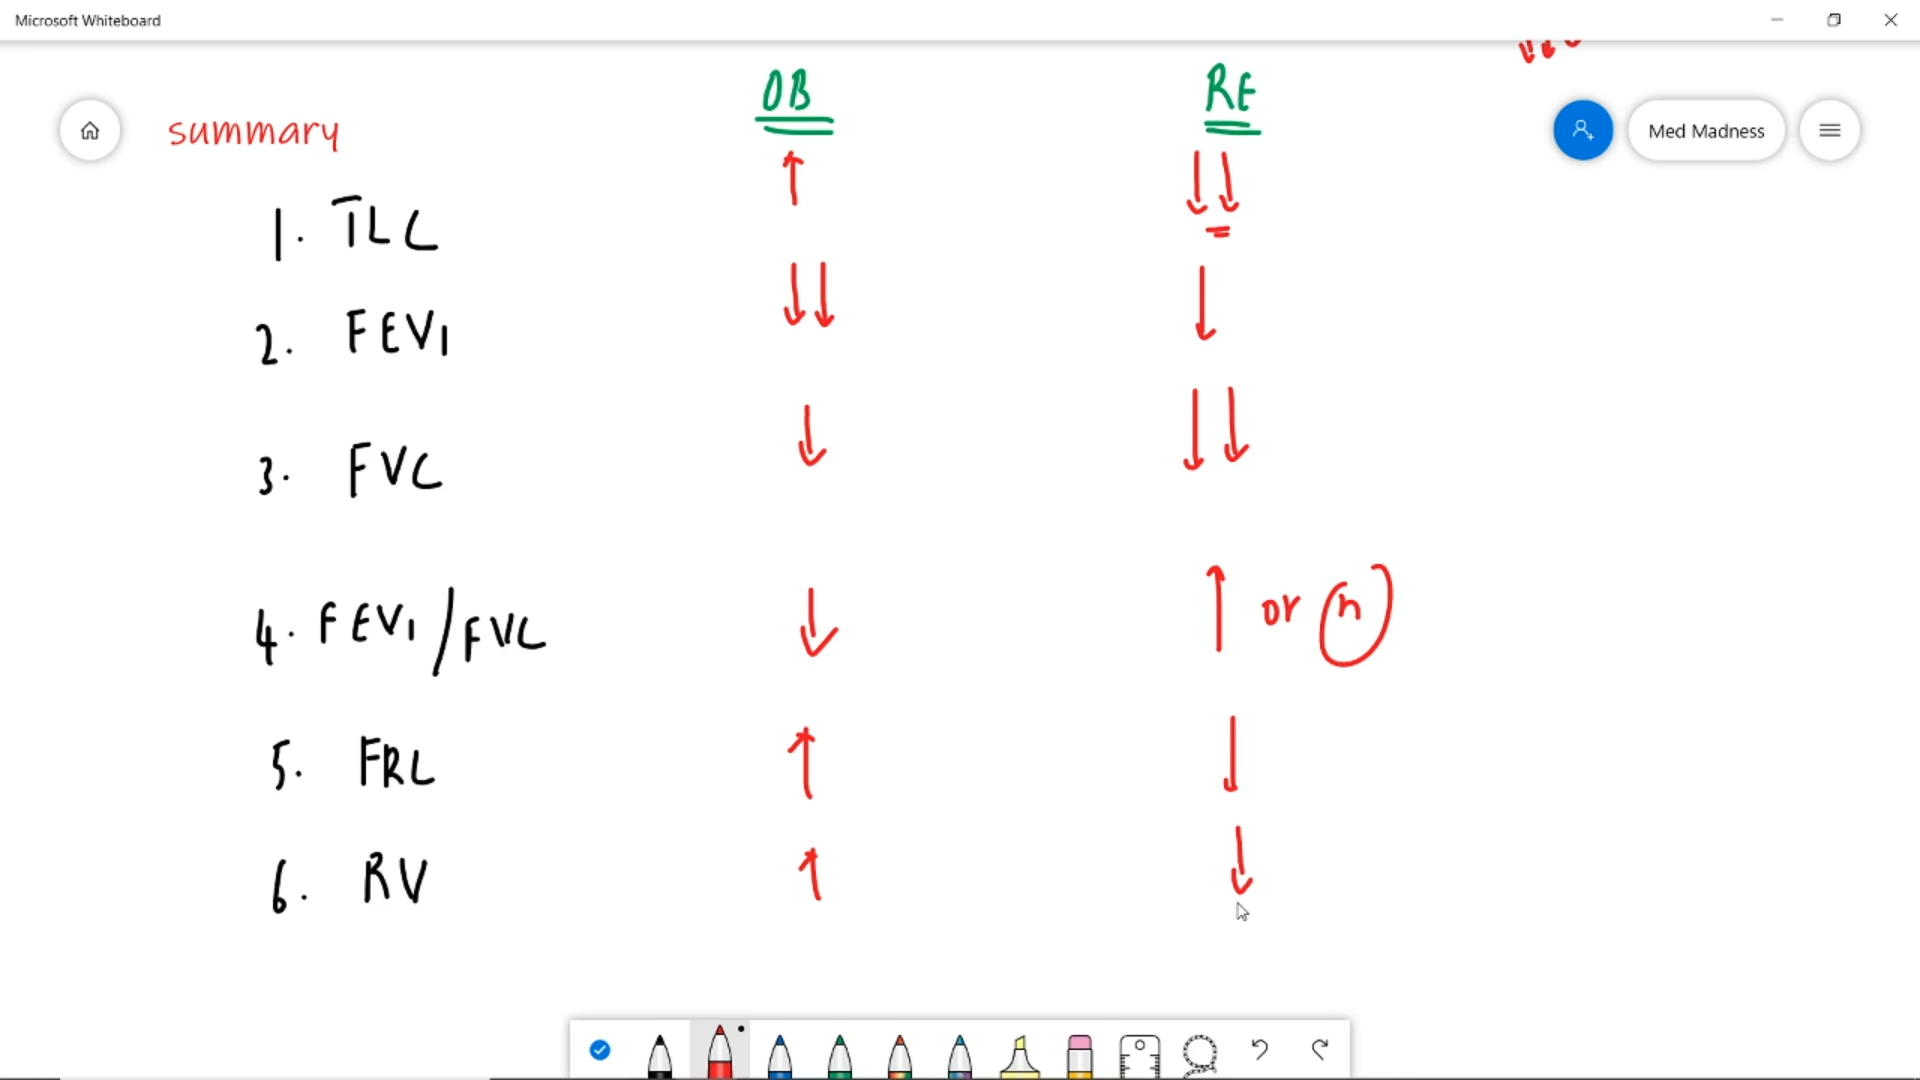 Microsoft Whiteboard
OB RE
summary Med Madness
1. TLC ↑ ↓↓
2. FEV1 ↓↓ ↓
3. FVC ↓ ↓↓
4. FEV1/FVC ↓ ↑ or n
5. FRL ↑ ↓
6. RV ↑ ↓